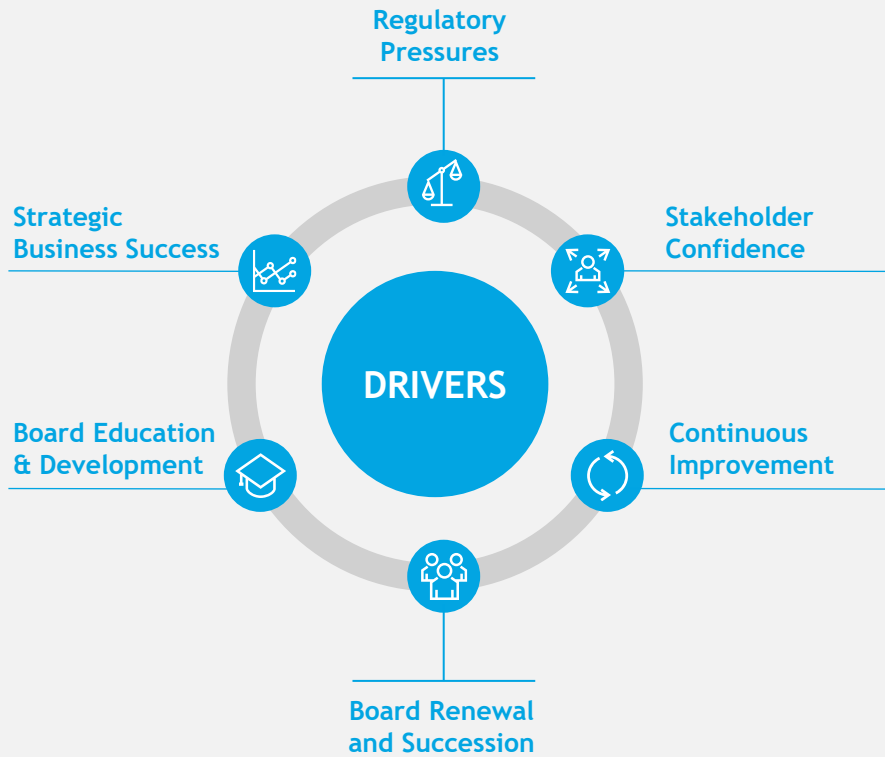 Regulatory
Pressures
Strategic
Business Success
Stakeholder
Confidence
DRIVERS
Board Education
& Development
Continuous
Improvement
Board Renewal
and Succession